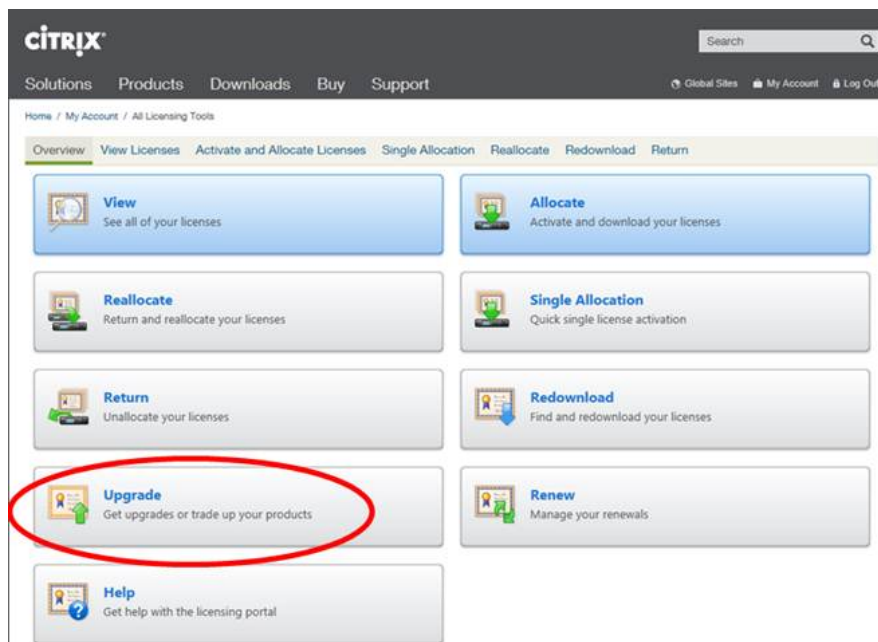 CİTRIX
Search
Solutions Products Downloads Buy Support
Global Sites My Account Log Out
Home / My Account / All Licensing Tools
Overview View Licenses Activate and Allocate Licenses Single Allocation Reallocate Redownload Return
View
See all of your licenses
Allocate
Activate and download your licenses
Reallocate
Return and reallocate your licenses
Single Allocation
Quick single license activation
Return
Unallocate your licenses
Redownload
Find and redownload your licenses
Upgrade
Get upgrades or trade up your products
Renew
Manage your renewals
Help
Get help with the licensing portal